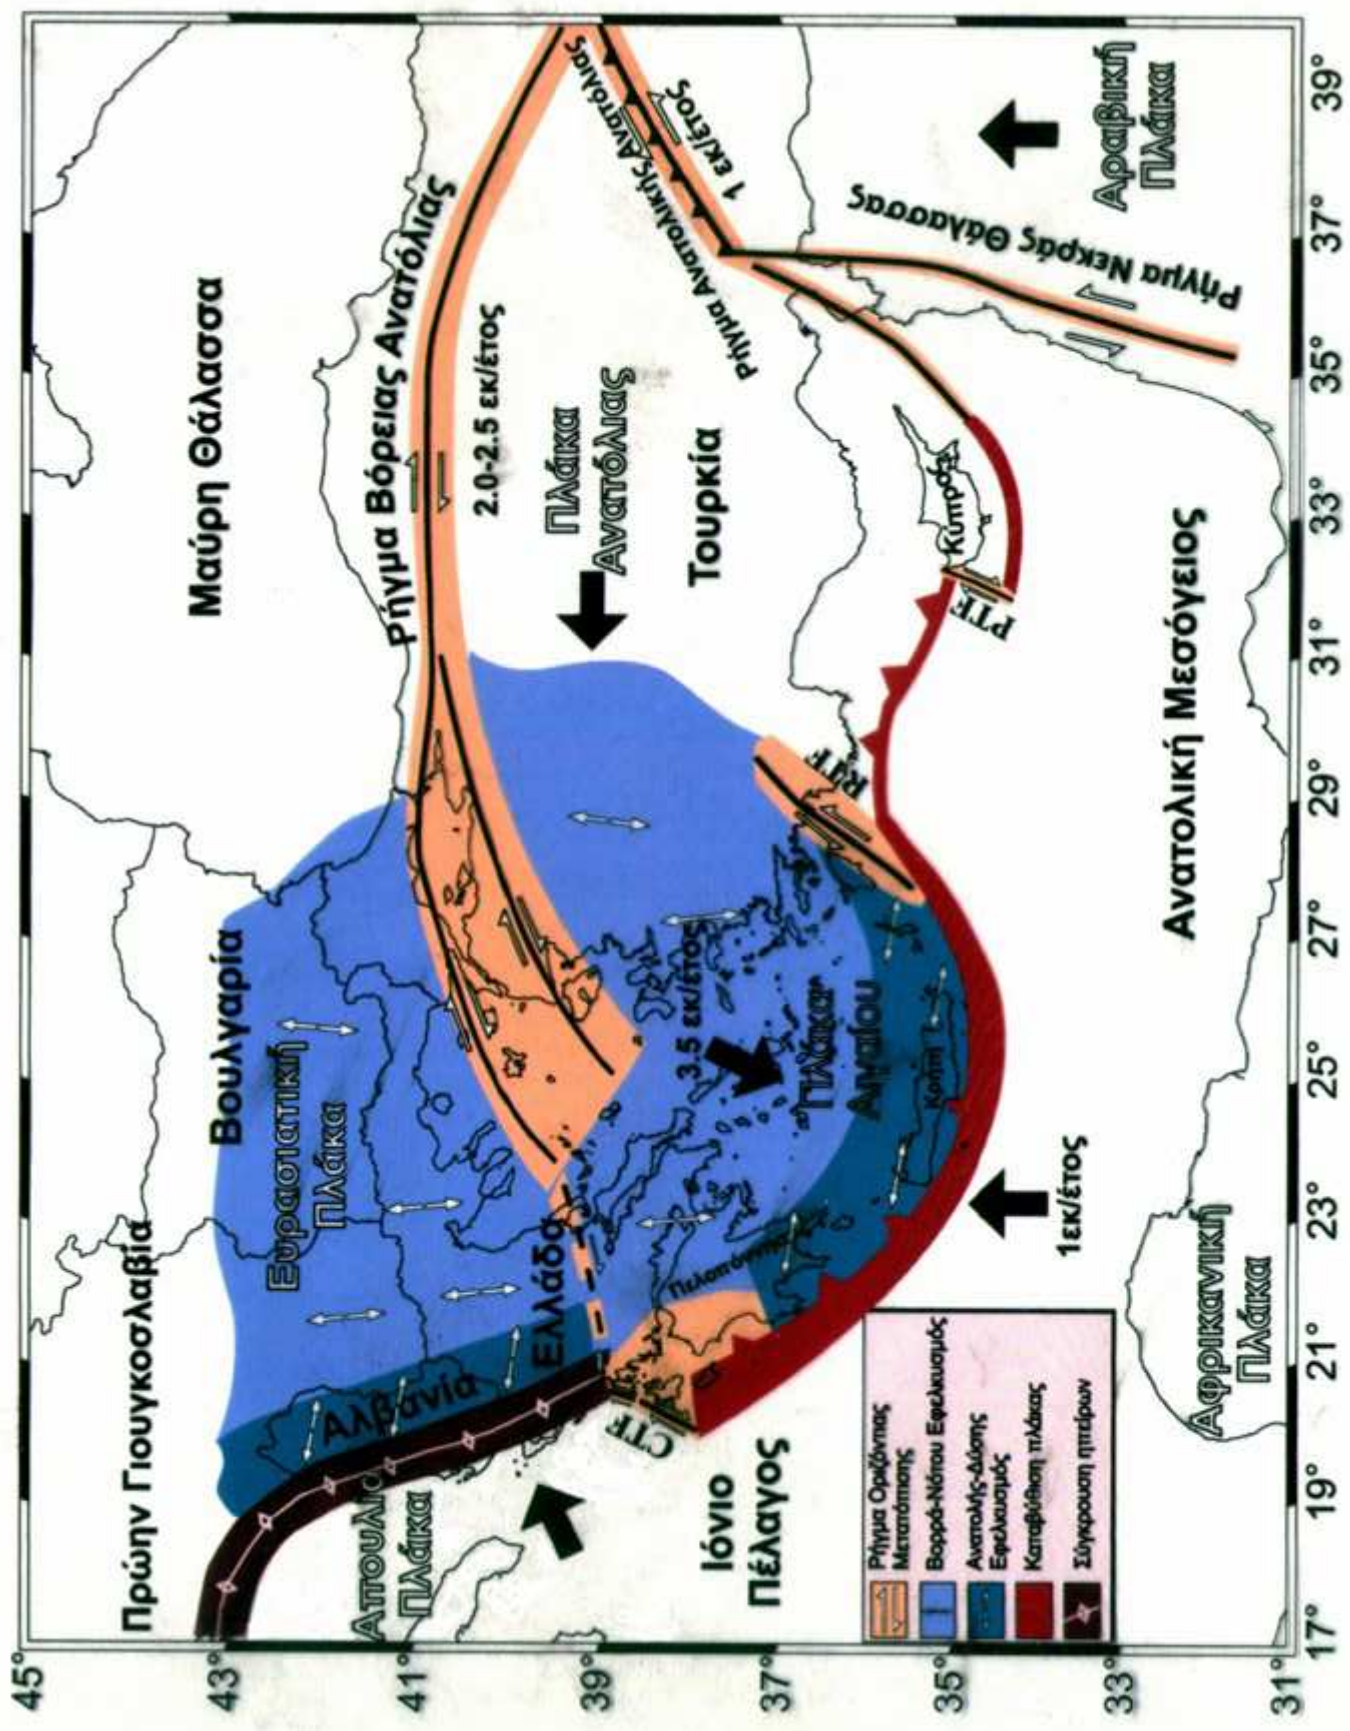 Πρώην Γιουγκοσλαβία
Βουλγαρία
Μαύρη Θάλασσα
Ευρασιατική
Πλάκα
Ρήγμα Βόρειας Ανατόλιας
2.0-2.5 εκ/έτος
Πλάκα
Ανατόλιας
Τουρκία
Ρήγμα Ανατολικής Ανατόλιας
1 εκ/έτος
Αλβανία
Ελλάδα
Απουλια
Πλάκα
CTF
Πελοπόννησος
3.5 εκ/έτος
Πλάκα
Αιγαίου
Κρήτη
RTF
PTF
Κύπρος
Ρήγμα Νεκράς Θάλασσας
Αραβική
Πλάκα
Ιόνιο
Πέλαγος
1εκ/έτος
Ανατολική Μεσόγειος
Αφρικανική
Πλάκα
Ρήγμα Οριζόντιας
Μετατόπισης
Βορρά-Νότου Εφελκυσμός
Ανατολής-Δύσης
Εφελκυσμός
Καταβύθιση πλάκας
Σύγκρουση ηπείρων
45°
43°
41°
39°
37°
35°
33°
31°
17°
19°
21°
23°
25°
27°
29°
31°
33°
35°
37°
39°